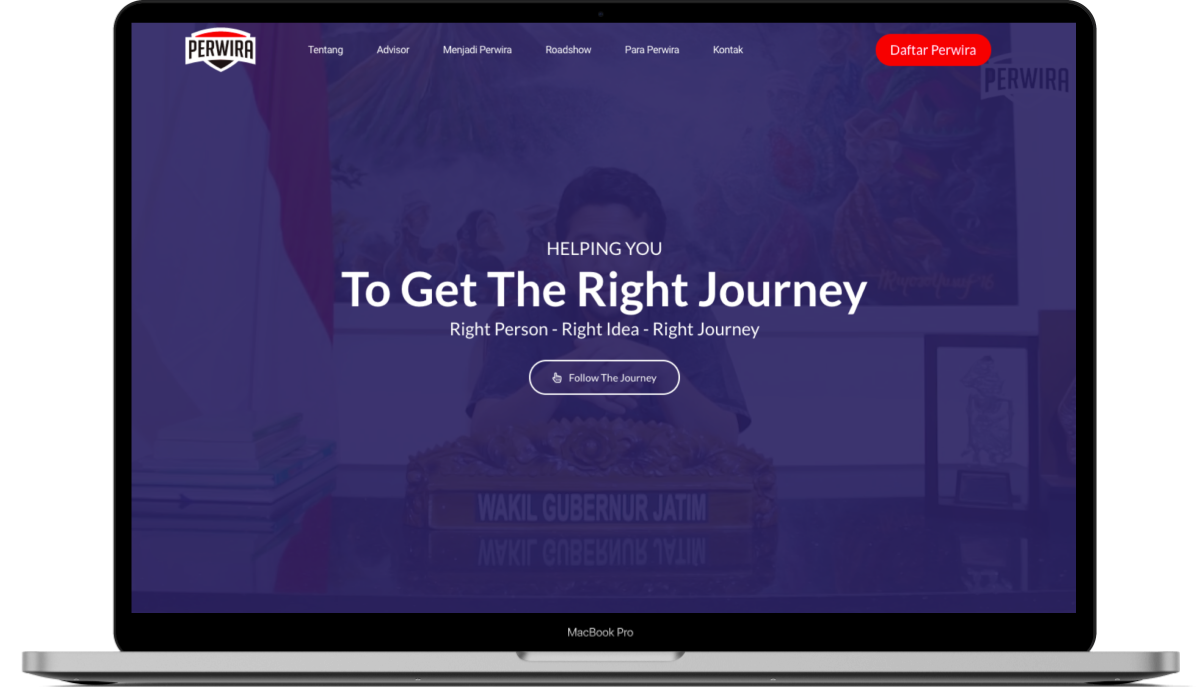 PERWIRA
Tentang
Advisor
Menjadi Perwira
Roadshow
Para Perwira
Kontak
Daftar Perwira
PERWIRA
HELPING YOU
To Get The Right Journey
Right Person - Right Idea - Right Journey
Follow The Journey
WAKIL GUBERNUR JATIM
MacBook Pro